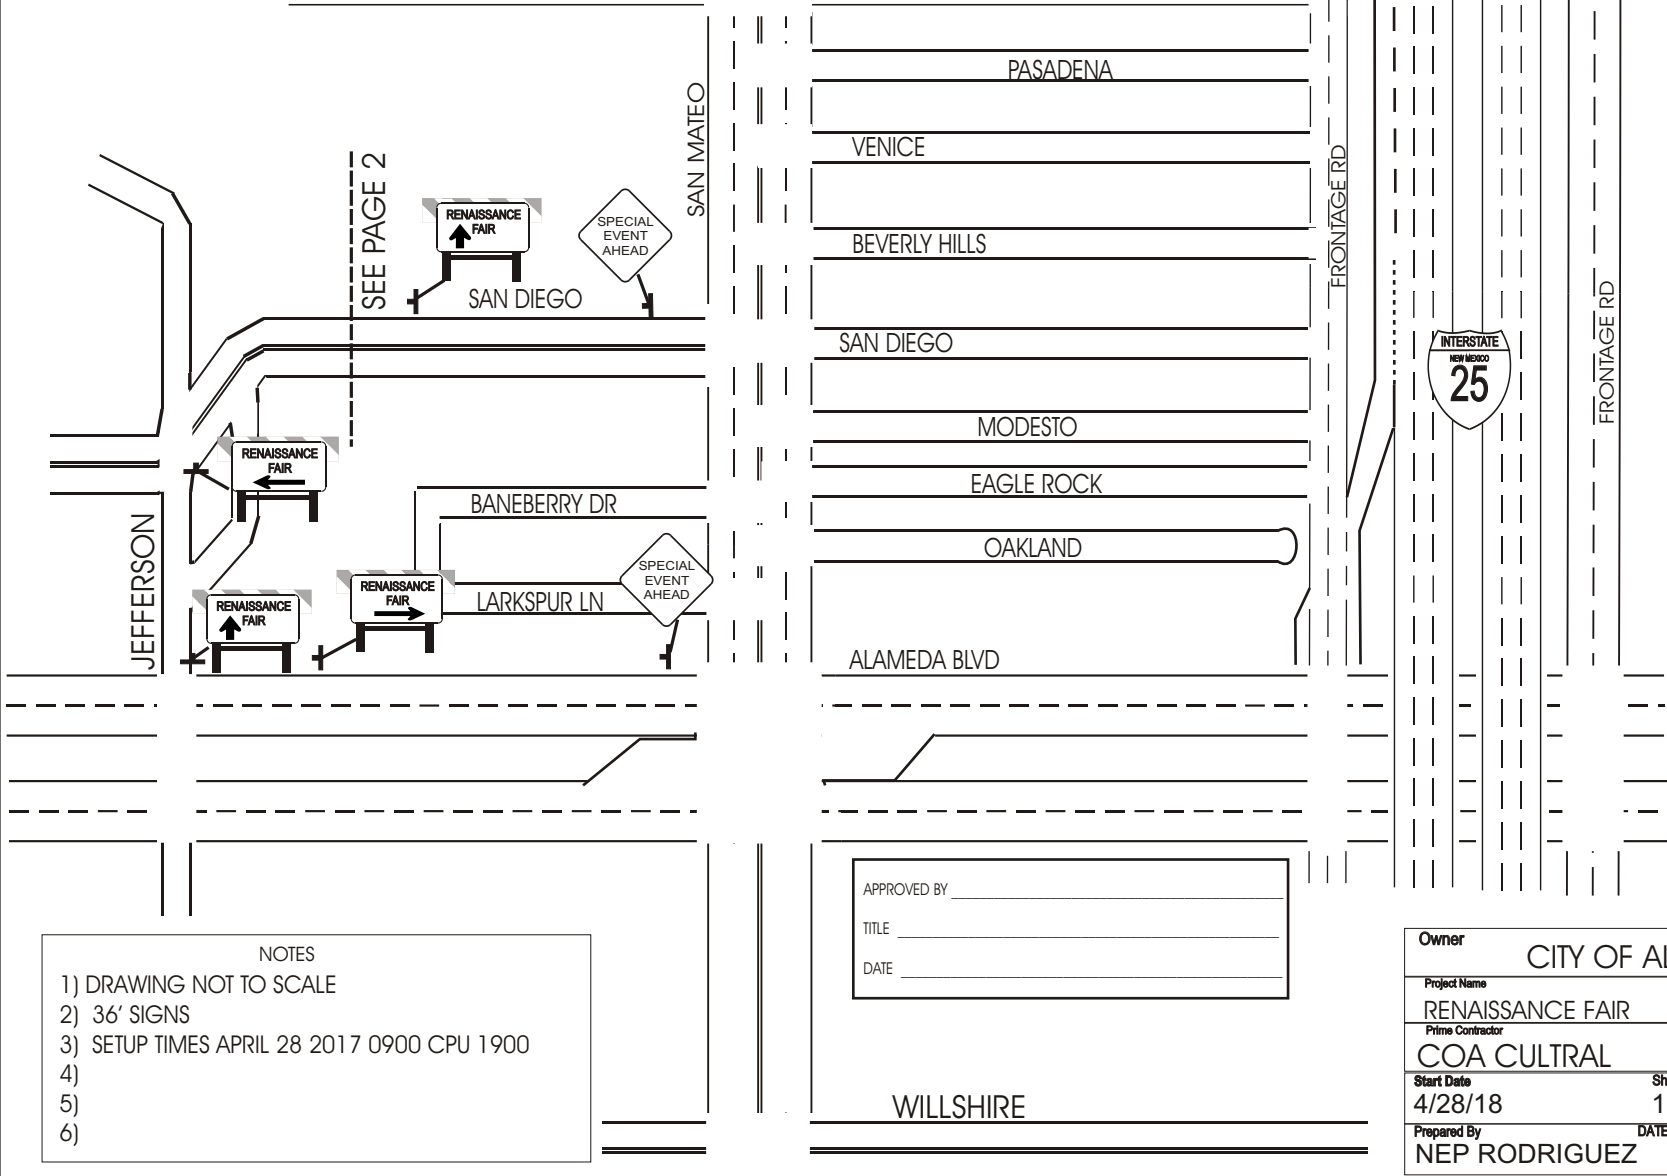 PASADENA
SAN MATEO
VENICE
FRONTAGE RD
SEE PAGE 2
RENAISSANCE
FAIR
SPECIAL
EVENT
AHEAD
BEVERLY HILLS
SAN DIEGO
SAN DIEGO
FRONTAGE RD
INTERSTATE
NEW MEXICO
25
MODESTO
RENAISSANCE
FAIR
EAGLE ROCK
BANEBERRY DR
JEFFERSON
OAKLAND
SPECIAL
EVENT
AHEAD
RENAISSANCE
FAIR
LARKSPUR LN
RENAISSANCE
FAIR
ALAMEDA BLVD
APPROVED BY
TITLE
DATE
NOTES
1) DRAWING NOT TO SCALE
2) 36' SIGNS
3) SETUP TIMES APRIL 28 2017 0900 CPU 1900
4)
5)
6)
WILLSHIRE
Owner
CITY OF AL
Project Name
RENAISSANCE FAIR
Prime Contractor
COA CULTRAL
Start Date Sh
4/28/18 1
Prepared By DATE
NEP RODRIGUEZ